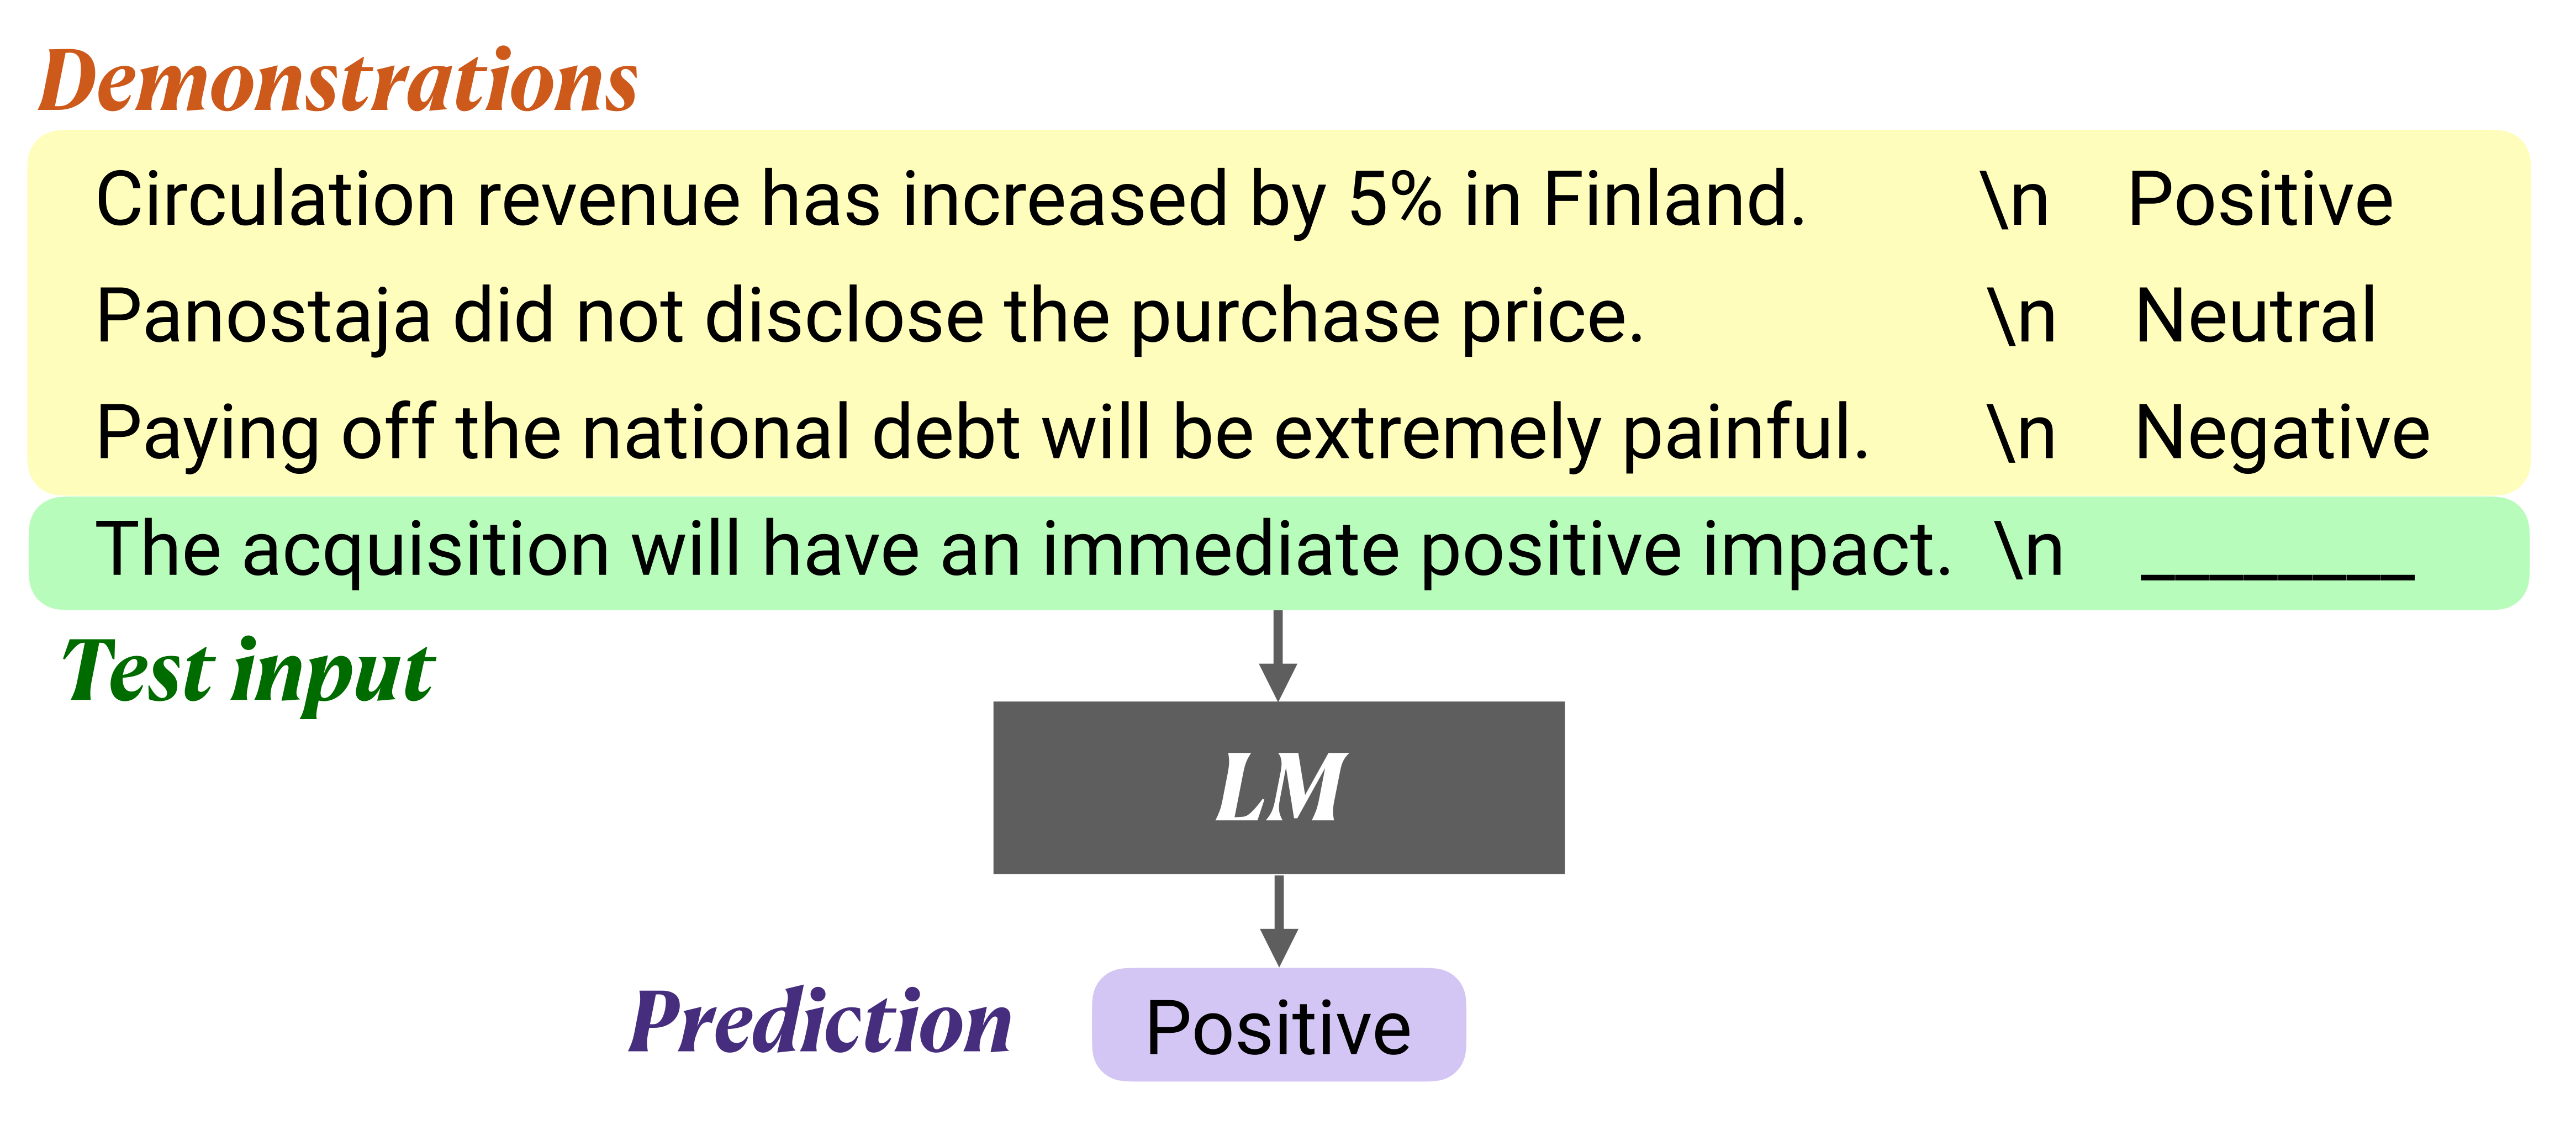 Demonstrations
Circulation revenue has increased by 5% in Finland. \n Positive
Panostaja did not disclose the purchase price. \n Neutral
Paying off the national debt will be extremely painful. \n Negative
The acquisition will have an immediate positive impact. \n ________
Test input
LM
Prediction Positive